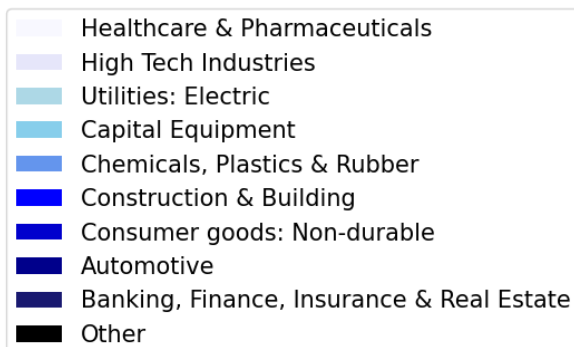 Healthcare & Pharmaceuticals
High Tech Industries
Utilities: Electric
Capital Equipment
Chemicals, Plastics & Rubber
Construction & Building
Consumer goods: Non-durable
Automotive
Banking, Finance, Insurance & Real Estate
Other